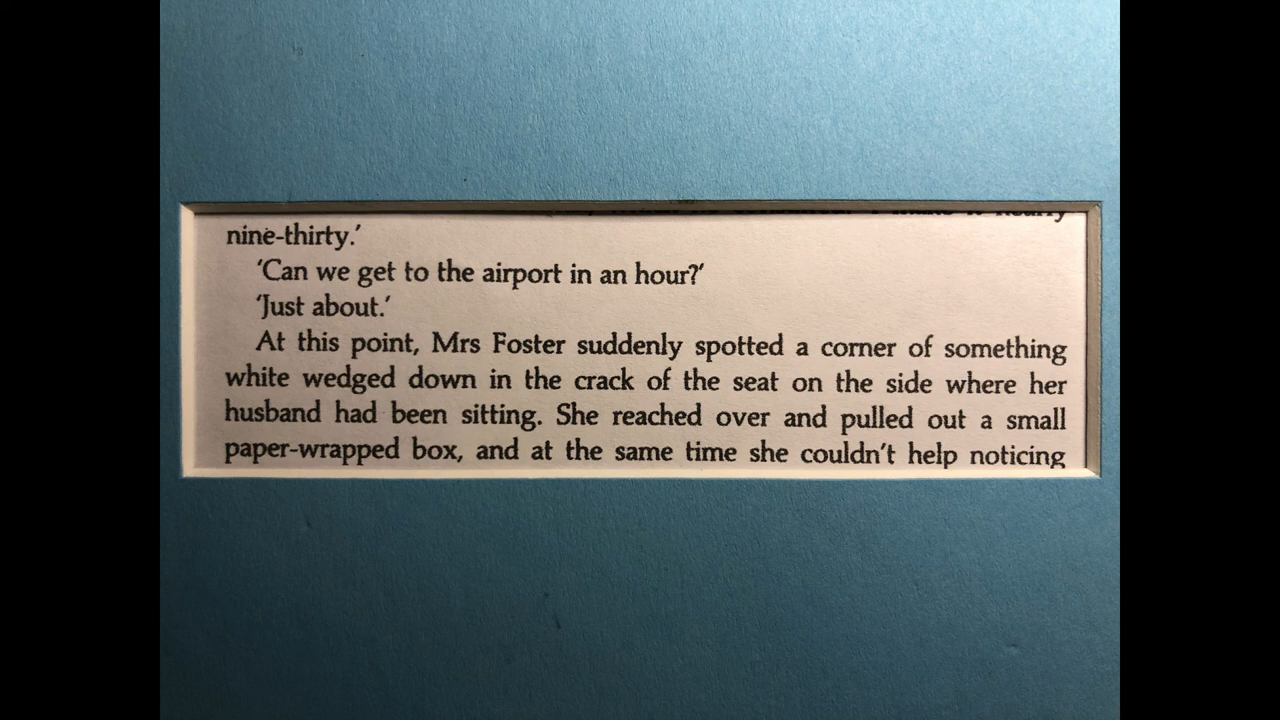 nine-thirty.’
‘Can we get to the airport in an hour?’
‘Just about.’
At this point, Mrs Foster suddenly spotted a corner of something
white wedged down in the crack of the seat on the side where her
husband had been sitting. She reached over and pulled out a small
paper-wrapped box, and at the same time she couldn’t help noticing